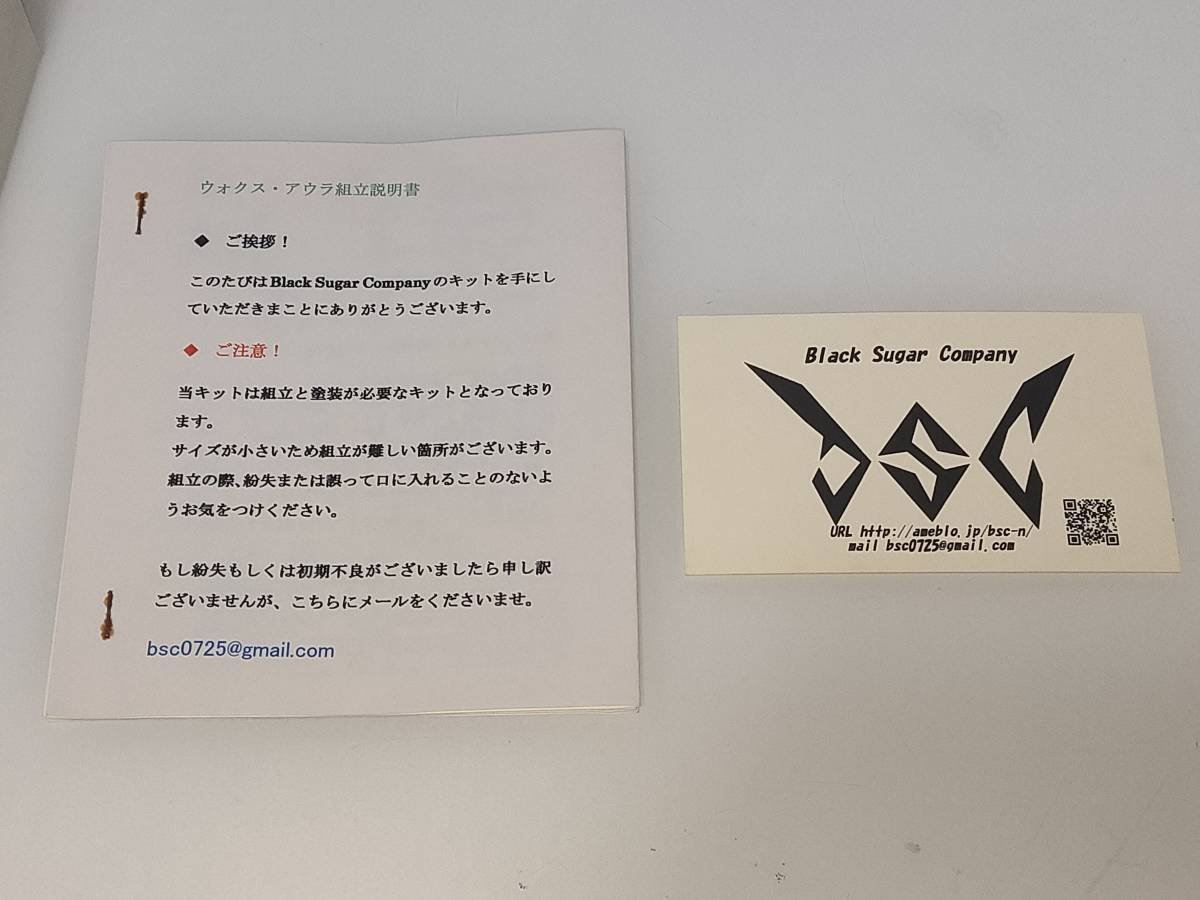 ウォクス・アウラ組立説明書
◆ ご挨拶！
このたびはBlack Sugar Companyのキットを手にし
ていただきまことにありがとうございます。
◆ ご注意！
当キットは組立と塗装が必要なキットとなっており
ます。
サイズが小さいため組立が難しい箇所がございます。
組立の際、紛失または誤って口に入れることのないよ
うお気をつけください。
もし紛失もしくは初期不良がございましたら申し訳
ございませんが、こちらにメールをくださいませ。
bsc0725@gmail.com
Black Sugar Company
bsc
URL http://ameblo.jp/bsc-n/
mail bsc0725@gmail.com